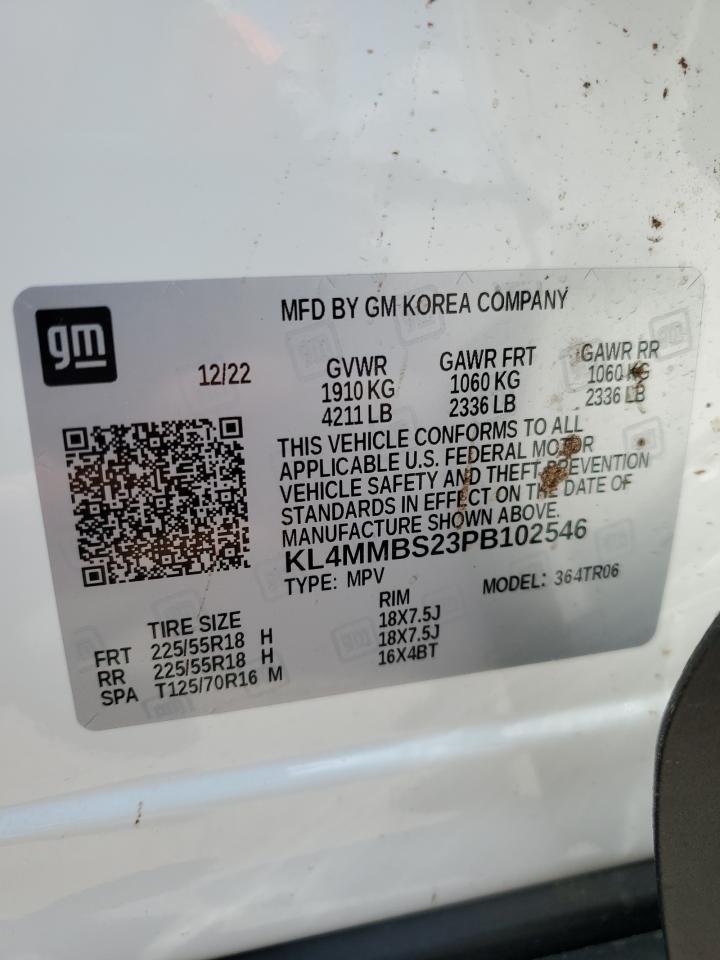 gm
MFD BY GM KOREA COMPANY
12/22
GVWR GAWR FRT GAWR RR
1910 KG 1060 KG 1060 KG
4211 LB 2336 LB 2336 LB
THIS VEHICLE CONFORMS TO ALL
APPLICABLE U.S. FEDERAL MOTOR
VEHICLE SAFETY AND THEFT PREVENTION
STANDARDS IN EFFECT ON THE DATE OF
MANUFACTURE SHOWN ABOVE.
KL4MMBS23PB102546
TYPE: MPV MODEL: 364TR06
TIRE SIZE RIM
FRT 225/55R18 H 18X7.5J
RR 225/55R18 H 18X7.5J
SPA T125/70R16 M 16X4BT